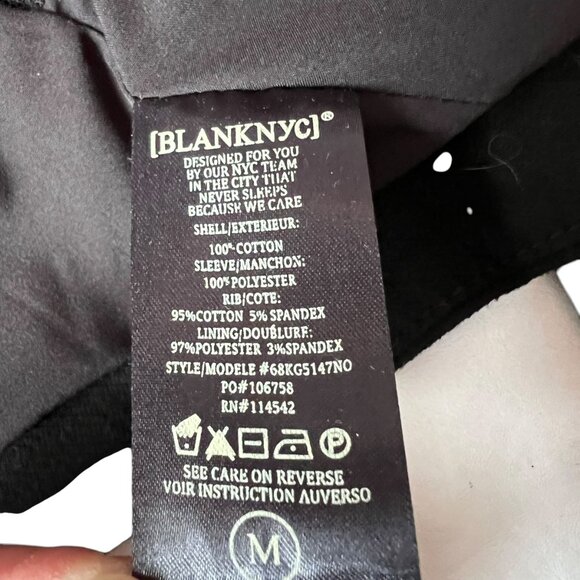 [BLANKNYC]®
DESIGNED FOR YOU
BY OUR NYC TEAM
IN THE CITY THAT
NEVER SLEEPS
BECAUSE WE CARE
SHELL/EXTERIEUR:
100%COTTON
SLEEVE/MANCHON:
100%POLYESTER
RIB/COTE:
95%COTTON 5%SPANDEX
LINING/DOUBLURE:
97%POLYESTER 3%SPANDEX
STYLE/MODELE #68KG5147NO
PO#106758
RN#114542
P
SEE CARE ON REVERSE
VOIR INSTRUCTION AUVERSO
M